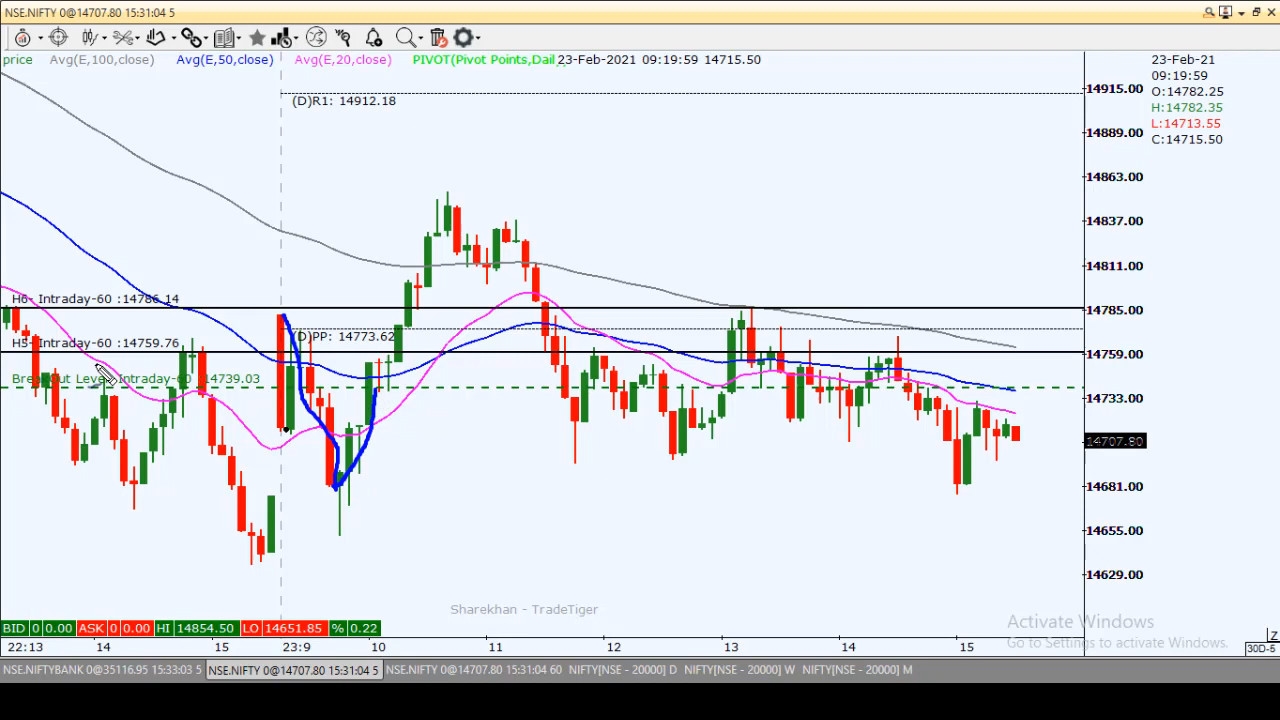 NSE.NIFTY 0@14707.80 15:31:04 5
price Avg(E,100,close) Avg(E,50,close) Avg(E,20,close) PIVOT(Pivot Points,Dail 23-Feb-2021 09:19:59 14715.50
23-Feb-21
09:19:59
O:14782.25
H:14782.35
L:14713.55
C:14715.50
(D)R1: 14912.18
H6- Intraday-60 :14786.14
(D)PP: 14773.62
H5- Intraday-60 :14759.76
BreakOut Level Intraday-60 14739.03
14915.00
14889.00
14863.00
14837.00
14811.00
14785.00
14759.00
14733.00
14707.80
14681.00
14655.00
14629.00
Sharekhan - TradeTiger
Activate Windows
Go to Settings to activate Windows.
BID 0 0.00 ASK 0 0.00 HI 14854.50 LO 14651.85 % 0.22
22:13 14 15 23:9 10 11 12 13 14 15
Z
30D-5
NSE.NIFTYBANK 0@35116.95 15:33:03 5 NSE.NIFTY 0@14707.80 15:31:04 5 NSE.NIFTY 0@14707.80 15:31:04 60 NIFTY[NSE - 20000] D NIFTY[NSE - 20000] W NIFTY[NSE - 20000] M